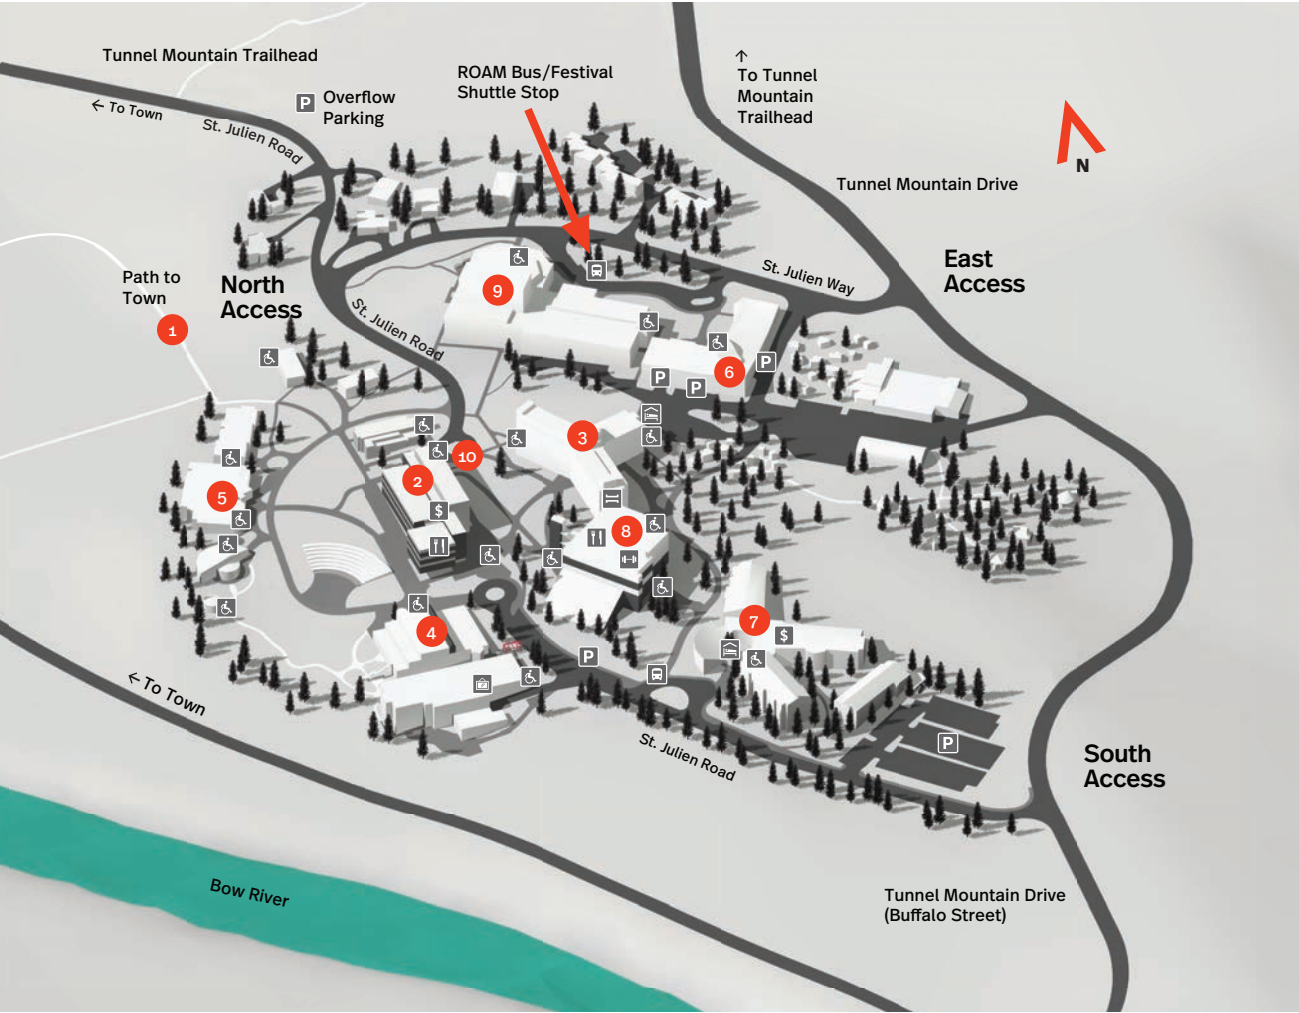 Tunnel Mountain Trailhead
ROAM Bus/Festival
Shuttle Stop
↑
To Tunnel
Mountain
Trailhead
P
Overflow
Parking
← To Town
St. Julien Road
N
Tunnel Mountain Drive
East
Access
St. Julien Way
Path to
Town
1
North
Access
St. Julien Road
9
6
P
P
P
3
10
2
$
5
8
7
$
4
P
P
← To Town
St. Julien Road
South
Access
Bow River
Tunnel Mountain Drive
(Buffalo Street)